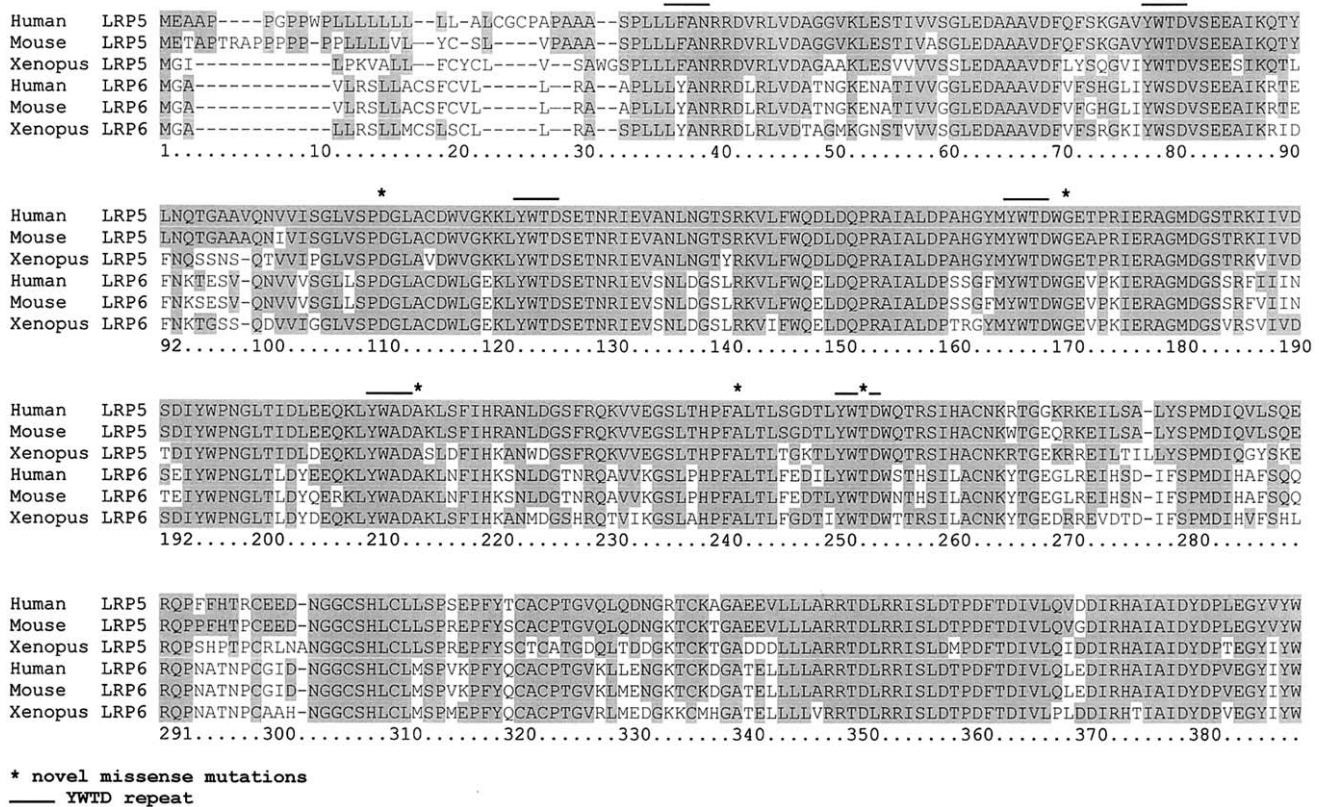 Human LRP5 MEAAP----PGPPWPLLLLLLL--LL-ALCGCPAPAAA--SPLLLLFANRRDVRLVDAGGVKLESTIVVSGLEDAAAVDFQFSKGAVYWTDVSEEAIKQTY
Mouse LRP5 METAPTRAPPPPPP-PPLLLLVL--YC-SL----VPAAA--SPLLLLFANRRDVRLVDAGGVKLESTIVASGLEDAAAVDFQFSKGAVYWTDVSEEAIKQTY
Xenopus LRP5 MGI------------LPKVALL--FCYCL----V--SAWGSPLLLLFANRRDVRLVDAGAAKLESVVVVSSLEDAAAVDFLYSQGVIYWTDVSEESIKQTL
Human LRP6 MGA------------VLRSLLACSFCVL-----L--RA--APLLLYANRRDLRLVDATNGKENATIVVGGLEDAAAVDFVFSHGLIYWSDVSEEAIKRTE
Mouse LRP6 MGA------------VLRSLLACSFCVL-----L--RA--APLLLYANRRDLRLVDATNGKENATIVVGGLEDAAAVDFVFGHGLIYWSDVSEEAIKRTE
Xenopus LRP6 MGA------------LLRSLLMCSLSCL-----L--RA--SPLLLYANRRDLRLVDTAGMKGNSTVVVSGLEDAAAVDFVFSRGKIYWSDVSEEAIKRID
1........10........20........30........40........50........60........70........80........90
* *
Human LRP5 LNQTGAAVQNVVISGLVSPDGLACDWVGKKLYWTDSETNRIEVANLNGTSRKVLFWQDLDQPRAIALDPAHGYMYWTDWGETPRIERAGMDGSTRKIIVD
Mouse LRP5 LNQTGAAAQNIVISGLVSPDGLACDWVGKKLYWTDSETNRIEVANLNGTSRKVLFWQDLDQPRAIALDPAHGYMYWTDWGEAPRIERAGMDGSTRKIIVD
Xenopus LRP5 FNQSSNS-QTVVIPGLVSPDGLAVDWVGKKLYWTDSETNRIEVANLNGTYRKVLFWQDLDQPRAIALDPAHGYMYWTDWGETPRIERAGMDGSTRKVIVD
Human LRP6 FNKTESV-QNVVVSGLLSPDGLACDWLGEKLYWTDSETNRIEVSNLDGSLRKVLFWQELDQPRAIALDPSSGFMYWTDWGEVPKIERAGMDGSSRFIIIN
Mouse LRP6 FNKSESV-QNVVVSGLLSPDGLACDWLGEKLYWTDSETNRIEVSNLDGSLRKVLFWQELDQPRAIALDPSSGFMYWTDWGEVPKIERAGMDGSSRFVIIN
Xenopus LRP6 FNKTGSS-QDVVIGGLVSPDGLACDWLGEKLYWTDSETNRIEVSNLDGSLRKVIFWQELDQPRAIALDPTRGYMYWTDWGEVPKIERAGMDGSVRSVIVD
92.....100.......110.......120.......130.......140.......150.......160.......170.......180.......190
* * *
Human LRP5 SDIYWPNGLTIDLEEQKLYWADAKLSFIHRANLDGSFRQKVVEGSLTHPFALTLSGDTLYWTDWQTRSIHACNKRTGGKRKEILSA-LYSPMDIQVLSQE
Mouse LRP5 SDIYWPNGLTIDLEEQKLYWADAKLSFIHRANLDGSFRQKVVEGSLTHPFALTLSGDTLYWTDWQTRSIHACNKWTGEQRKEILSA-LYSPMDIQVLSQE
Xenopus LRP5 TDIYWPNGLTIDLDEQKLYWADASLDFIHKANWDGSFRQKVVEGSLTHPFALTLTGKTLYWTDWQTRSIHACNKRTGEKRREILTILLYSPMDIQGYSKE
Human LRP6 SEIYWPNGLTLDYEEQKLYWADAKLNFIHKSNLDGTNRQAVVKGSLPHPFALTLFEDILYWTDWSTHSILACNKYTGEGLREIHSD-IFSPMDIHAFSQQ
Mouse LRP6 TEIYWPNGLTLDYQERKLYWADAKLNFIHKSNLDGTNRQAVVKGSLPHPFALTLFEDTLYWTDWNTHSILACNKYTGEGLREIHSN-IFSPMDIHAFSQQ
Xenopus LRP6 SDIYWPNGLTLDYDEQKLYWADAKLSFIHKANMDGSHRQTVIKGSLAHPFALTLFGDTIYWTDWTTRSILACNKYTGEDRREVDTD-IFSPMDIHVFSHL
192.....200.......210.......220.......230.......240.......250.......260.......270.......280........
Human LRP5 RQPFFHTRCEED-NGGCSHLCLLSPSEPFYTCACPTGVQLQDNGRTCKAGAEEVLLLARRTDLRRISLDTPDFTDIVLQVDDIRHAIAIDYDPLEGYVYW
Mouse LRP5 RQPPFHTPCEED-NGGCSHLCLLSPREPFYSCACPTGVQLQDNGKTCKTGAEEVLLLARRTDLRRISLDTPDFTDIVLQVGDIRHAIAIDYDPLEGYVYW
Xenopus LRP5 RQPSHPTPCRLNANGGCSHLCLLSPREPFYSCTCATGDQLTDDGKTCKTGADDDLLLARRTDLRRISLDMPDFTDIVLQIDDIRHAIAIDYDPTEGYIYW
Human LRP6 RQPNATNPCGID-NGGCSHLCLMSPVKPFYQCACPTGVKLLENGKTCKDGATELLLLARRTDLRRISLDTPDFTDIVLQLEDIRHAIAIDYDPVEGYIYW
Mouse LRP6 RQPNATNPCGID-NGGCSHLCLMSPVKPFYQCACPTGVKLMENGKTCKDGATELLLLARRTDLRRISLDTPDFTDIVLQLEDIRHAIAIDYDPVEGYIYW
Xenopus LRP6 RQPNATNPCAAH-NGGCSHLCLMSPMEPFYQCACPTGVRLMEDGKKCMHGATELLLLVRRTDLRRISLDTPDFTDIVLPLDDIRHTIAIDYDPVEGYIYW
291......300.......310.......320.......330.......340.......350.......360.......370.......380.......
* novel missense mutations
YWTD repeat